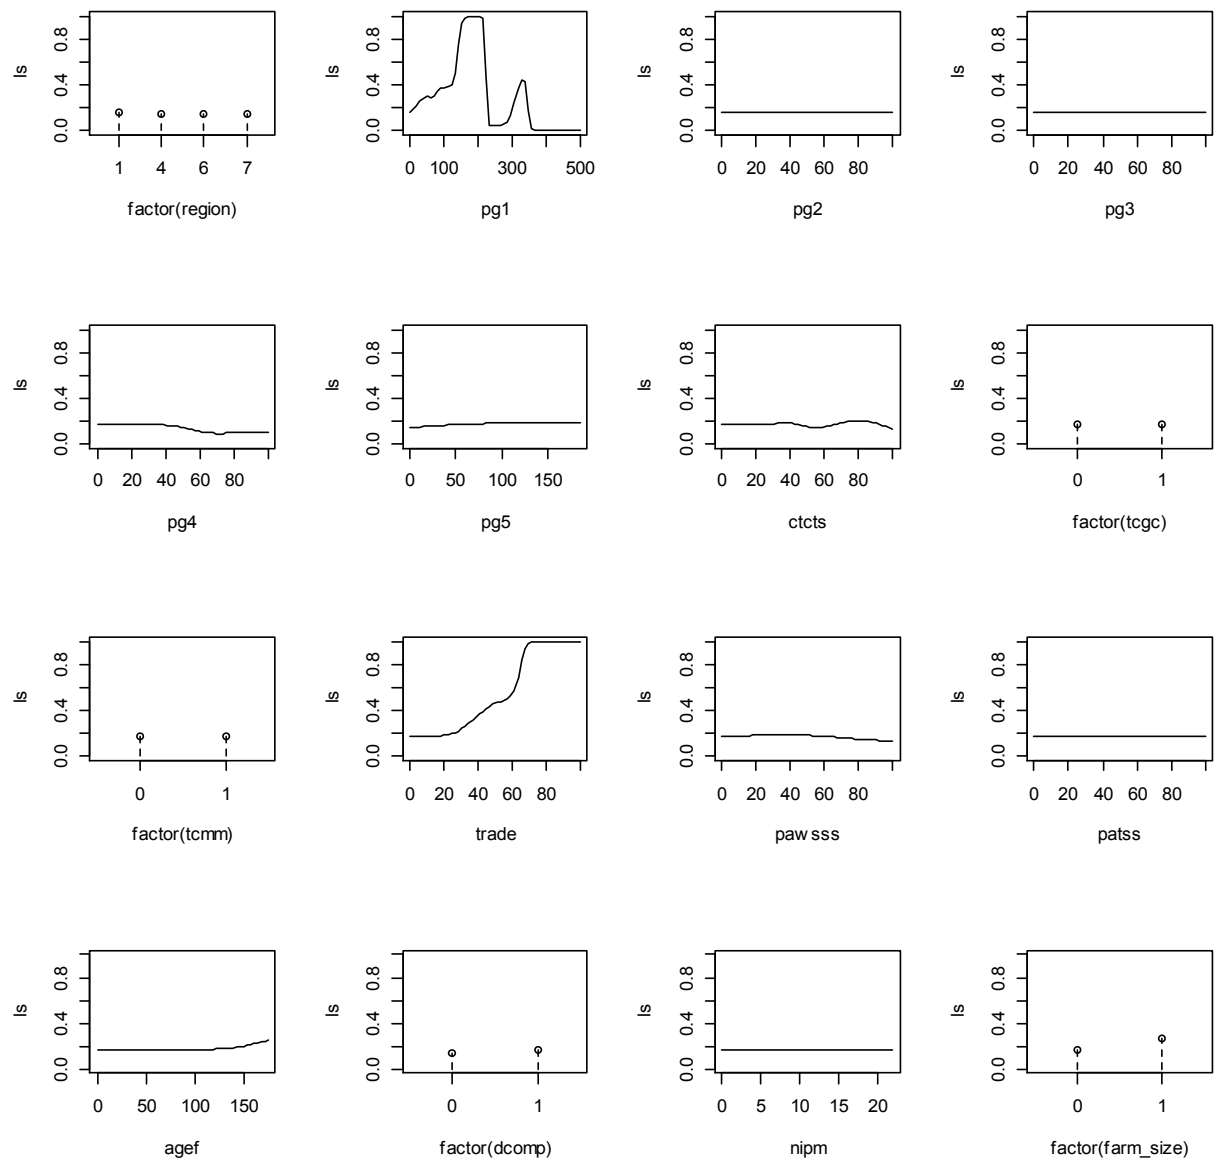 ls 0.0 0.4 0.8 1 4 6 7 factor(region)
ls 0.0 0.4 0.8 0 100 300 500 pg1
ls 0.0 0.4 0.8 0 20 40 60 80 pg2
ls 0.0 0.4 0.8 0 20 40 60 80 pg3
ls 0.0 0.4 0.8 0 20 40 60 80 pg4
ls 0.0 0.4 0.8 0 50 100 150 pg5
ls 0.0 0.4 0.8 0 20 40 60 80 ctcts
ls 0.0 0.4 0.8 0 1 factor(tcgc)
ls 0.0 0.4 0.8 0 1 factor(tcmm)
ls 0.0 0.4 0.8 0 20 40 60 80 trade
ls 0.0 0.4 0.8 0 20 40 60 80 pawsss
ls 0.0 0.4 0.8 0 20 40 60 80 patss
ls 0.0 0.4 0.8 0 50 100 150 agef
ls 0.0 0.4 0.8 0 1 factor(dcomp)
ls 0.0 0.4 0.8 0 5 10 15 20 nipm
ls 0.0 0.4 0.8 0 1 factor(farm_size)